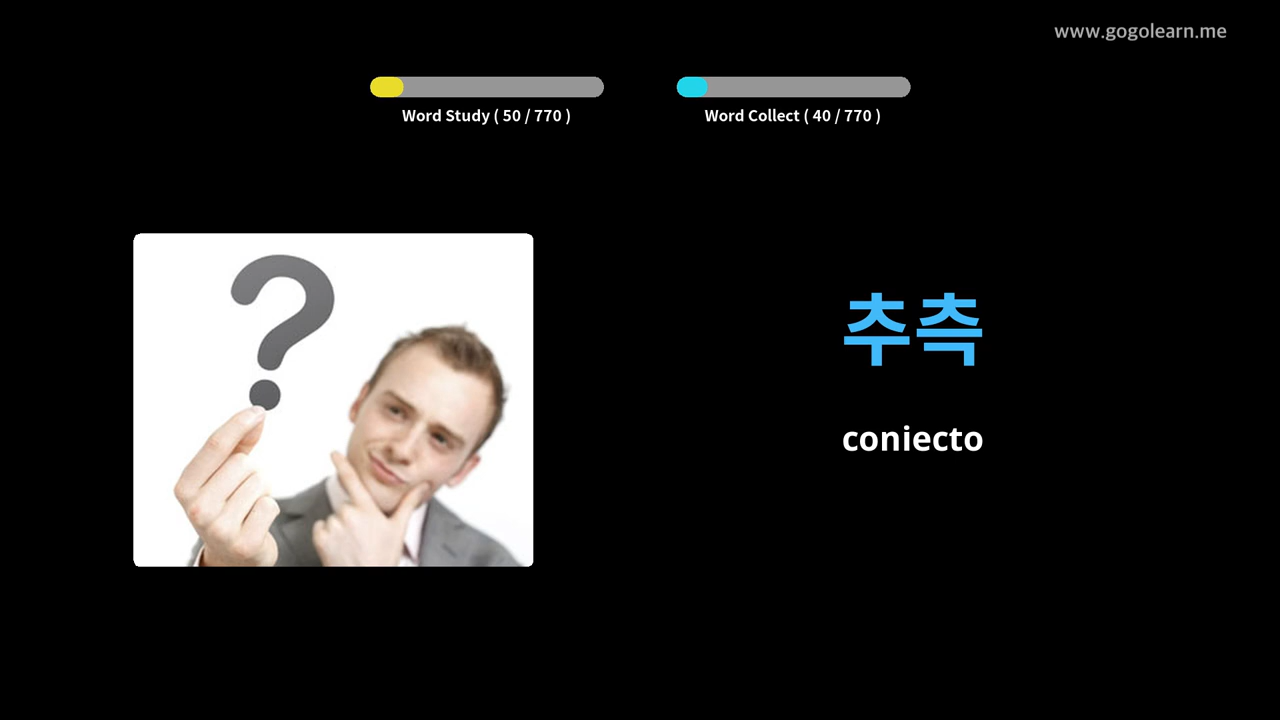 www.gogolearn.me
Word Study ( 50 / 770 )
Word Collect ( 40 / 770 )
?
추측
coniecto